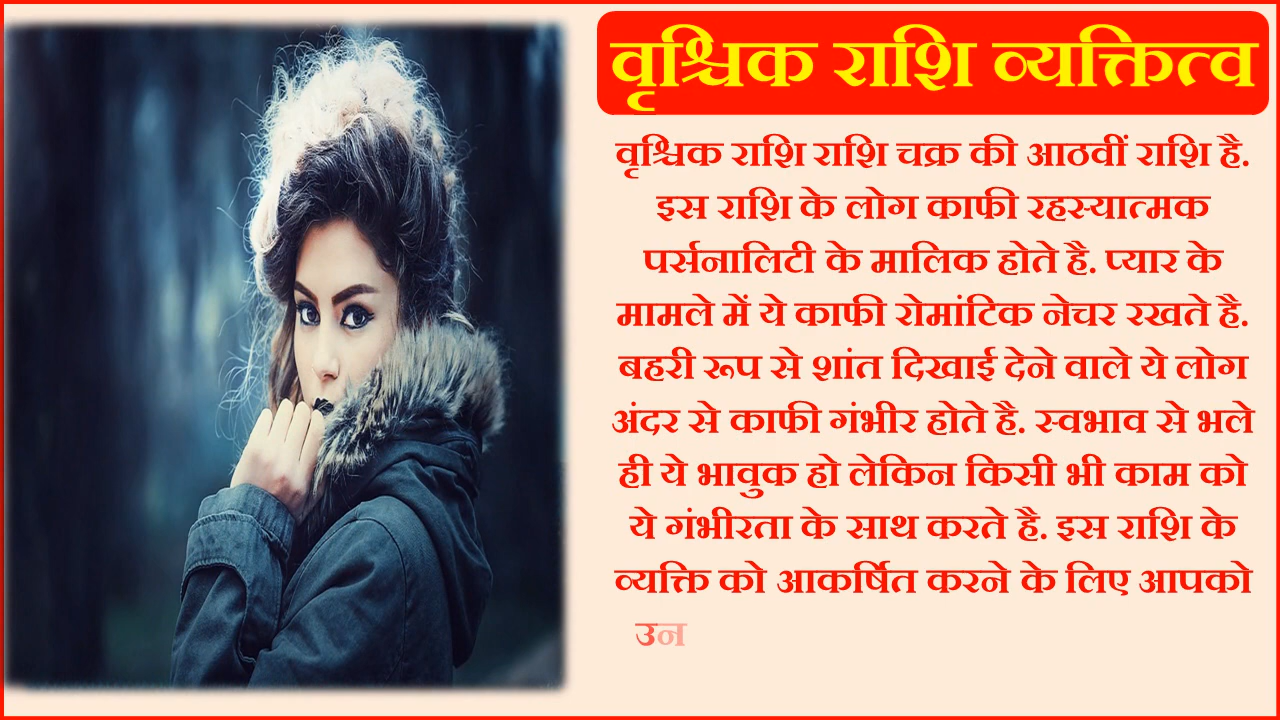 वृश्चिक राशि व्यक्तित्व
वृश्चिक राशि राशि चक्र की आठवीं राशि है.
इस राशि के लोग काफी रहस्यात्मक
पर्सनालिटी के मालिक होते है. प्यार के
मामले में ये काफी रोमांटिक नेचर रखते है.
बहरी रूप से शांत दिखाई देने वाले ये लोग
अंदर से काफी गंभीर होते है. स्वभाव से भले
ही ये भावुक हो लेकिन किसी भी काम को
ये गंभीरता के साथ करते है. इस राशि के
व्यक्ति को आकर्षित करने के लिए आपको
उन